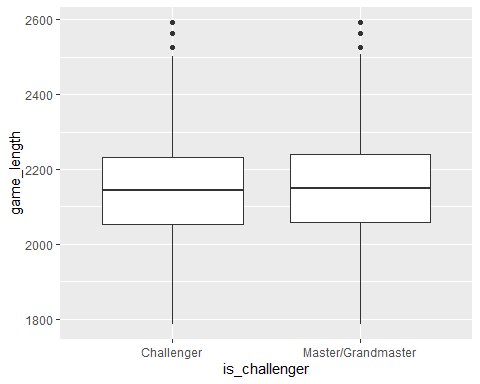 2600
2400
2200
2000
1800
game_length
Challenger
Master/Grandmaster
is_challenger